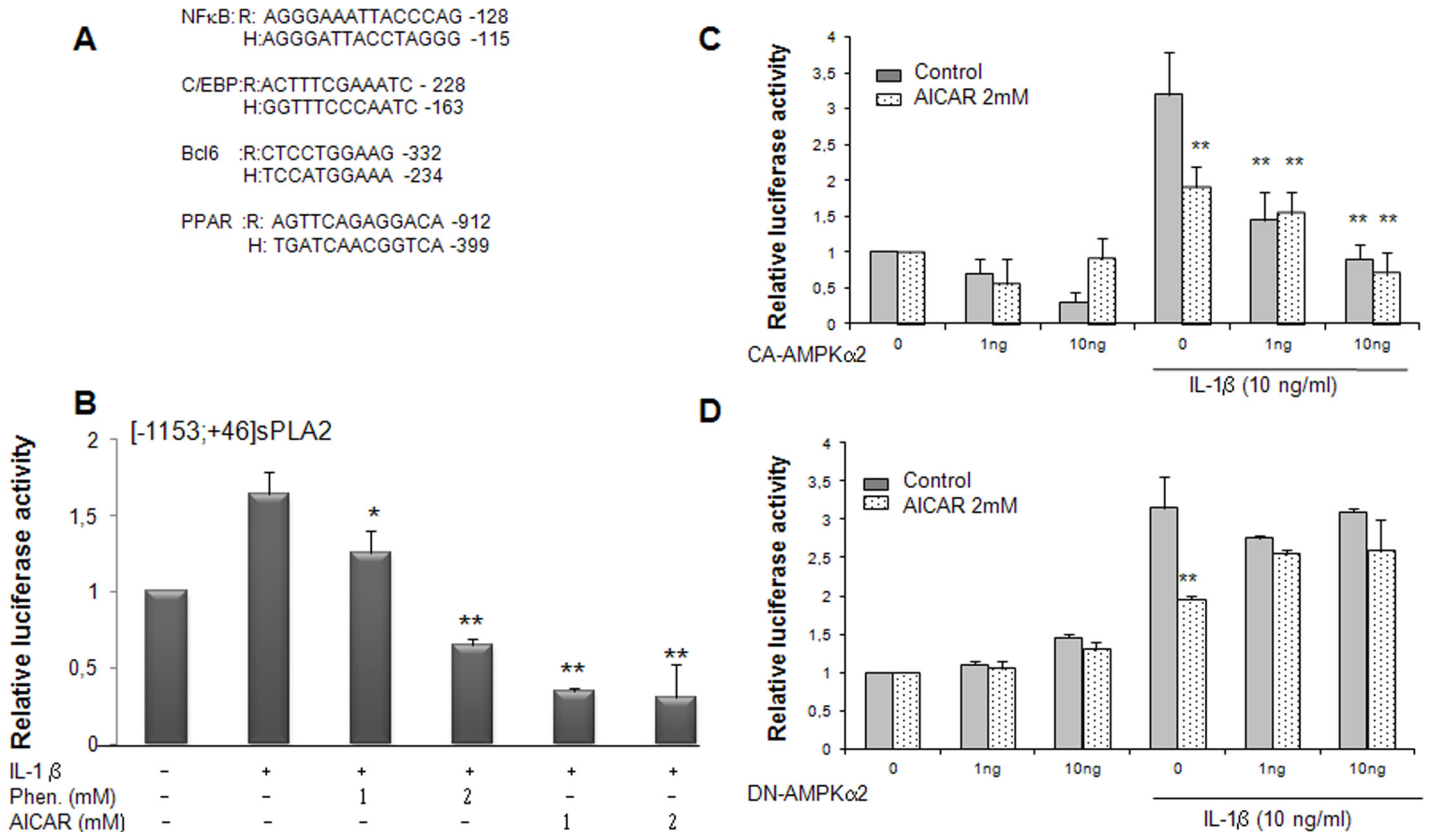 A
NFκB: R: AGGGAAATTACCCAG -128
H:AGGGATTACCTAGGG -115
C/EBP:R:ACTTTCGAAATC - 228
H:GGTTTCCCAATC -163
Bcl6 :R:CTCCTGGAAG -332
H:TCCATGGAAA -234
PPAR :R: AGTTCAGAGGACA -912
H: TGATCAACGGTCA -399
B
[-1153;+46]sPLA2
Relative luciferase activity
2
1,5
1
0,5
0
*
**
**
**
IL-1 β - + + + + +
Phen. (mM) - - 1 2 - -
AICAR (mM) - - - - 1 2
C
Relative luciferase activity
4
3,5
3
2,5
2
1,5
1
0,5
0
Control
AICAR 2mM
**
** **
** **
CA-AMPKα2 0 1ng 10ng 0 1ng 10ng
IL-1β (10 ng/ml)
D
Relative luciferase activity
4
3,5
3
2,5
2
1,5
1
0,5
0
Control
AICAR 2mM
**
DN-AMPKα2 0 1ng 10ng 0 1ng 10ng
IL-1β (10 ng/ml)